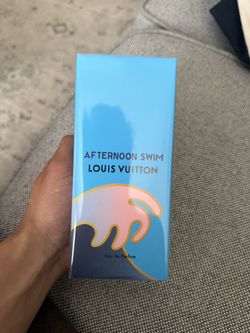 AFTERNOON SWIM
LOUIS VUITTON
Eau de Parfum